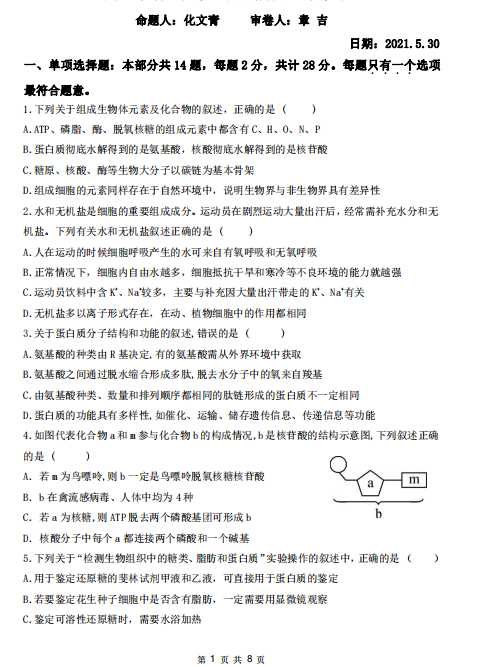 命题人：化文青 审卷人：章 吉
日期：2021.5.30
一、单项选择题：本部分共14题，每题2分，共计28分。每题只有一个选项
最符合题意。
1.下列关于组成生物体元素及化合物的叙述，正确的是 ( )
A.ATP、磷脂、酶、脱氧核糖的组成元素中都含有C、H、O、N、P
B.蛋白质彻底水解得到的是氨基酸，核酸彻底水解得到的是核苷酸
C.糖原、核酸、酶等生物大分子以碳链为基本骨架
D.组成细胞的元素同样存在于自然环境中，说明生物界与非生物界具有差异性
2.水和无机盐是细胞的重要组成成分。运动员在剧烈运动大量出汗后，经常需补充水分和无
机盐。下列有关水和无机盐叙述正确的是 ( )
A.人在运动的时候细胞呼吸产生的水可来自有氧呼吸和无氧呼吸
B.正常情况下，细胞内自由水越多，细胞抵抗干旱和寒冷等不良环境的能力就越强
C.运动员饮料中含K⁺、Na⁺较多，主要与补充因大量出汗带走的K⁺、Na⁺有关
D.无机盐多以离子形式存在，在动、植物细胞中的作用都相同
3.关于蛋白质分子结构和功能的叙述,错误的是 ( )
A.氨基酸的种类由R基决定,有的氨基酸需从外界环境中获取
B.氨基酸之间通过脱水缩合形成多肽,脱去水分子中的氧来自羧基
C.由氨基酸种类、数量和排列顺序都相同的肽链形成的蛋白质不一定相同
D.蛋白质的功能具有多样性,如催化、运输、储存遗传信息、传递信息等功能
4.如图代表化合物a和m参与化合物b的构成情况,b是核苷酸的结构示意图,下列叙述正确
的是 ( )
A．若m为鸟嘌呤,则b一定是鸟嘌呤脱氧核糖核苷酸
B．b在禽流感病毒、人体中均为4种
C．若a为核糖,则ATP脱去两个磷酸基团可形成b
D．核酸分子中每个a都连接两个磷酸和一个碱基
a
m
b
5.下列关于“检测生物组织中的糖类、脂肪和蛋白质”实验操作的叙述中,正确的是 ( )
A.用于鉴定还原糖的斐林试剂甲液和乙液，可直接用于蛋白质的鉴定
B.若要鉴定花生种子细胞中是否含有脂肪，一定需要用显微镜观察
C.鉴定可溶性还原糖时，需要水浴加热
第 1 页 共 8 页